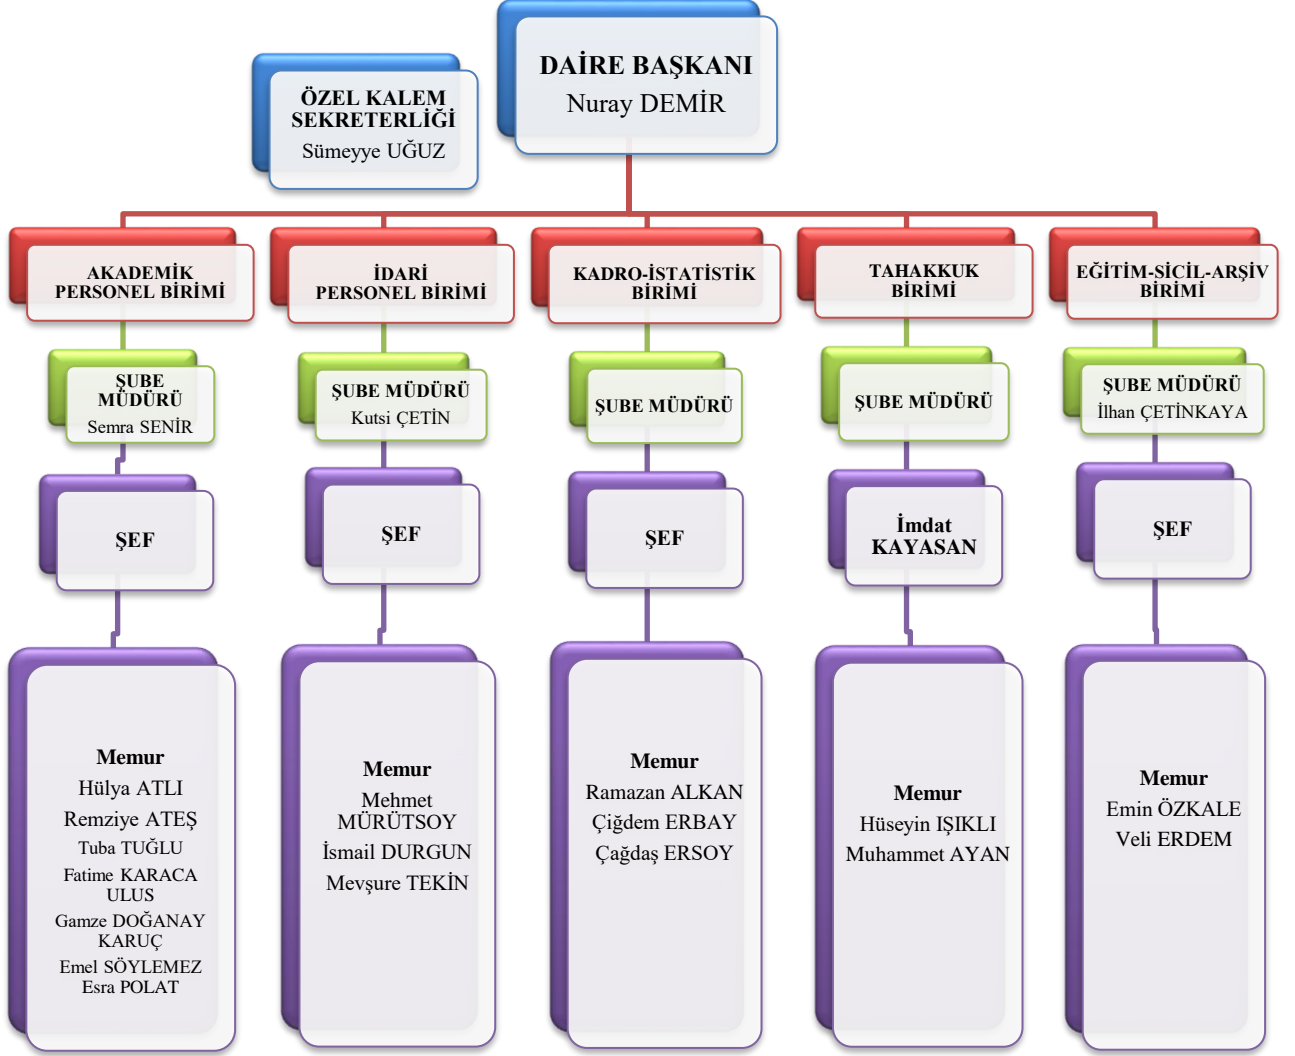 DAİRE BAŞKANI
Nuray DEMİR
ÖZEL KALEM
SEKRETERLİĞİ
Sümeyye UĞUZ
AKADEMİK
PERSONEL BİRİMİ
ŞUBE
MÜDÜRÜ
Semra SENİR
ŞEF
Memur
Hülya ATLI
Remziye ATEŞ
Tuba TUĞLU
Fatime KARACA
ULUS
Gamze DOĞANAY
KARUÇ
Emel SÖYLEMEZ
Esra POLAT
İDARİ
PERSONEL BİRİMİ
ŞUBE MÜDÜRÜ
Kutsi ÇETİN
ŞEF
Memur
Mehmet
MÜRÜTSOY
İsmail DURGUN
Mevşure TEKİN
KADRO-İSTATİSTİK
BİRİMİ
ŞUBE MÜDÜRÜ
ŞEF
Memur
Ramazan ALKAN
Çiğdem ERBAY
Çağdaş ERSOY
TAHAKKUK
BİRİMİ
ŞUBE MÜDÜRÜ
İmdat
KAYASAN
Memur
Hüseyin IŞIKLI
Muhammet AYAN
EĞİTİM-SİCİL-ARŞİV
BİRİMİ
ŞUBE MÜDÜRÜ
İlhan ÇETİNKAYA
ŞEF
Memur
Emin ÖZKALE
Veli ERDEM